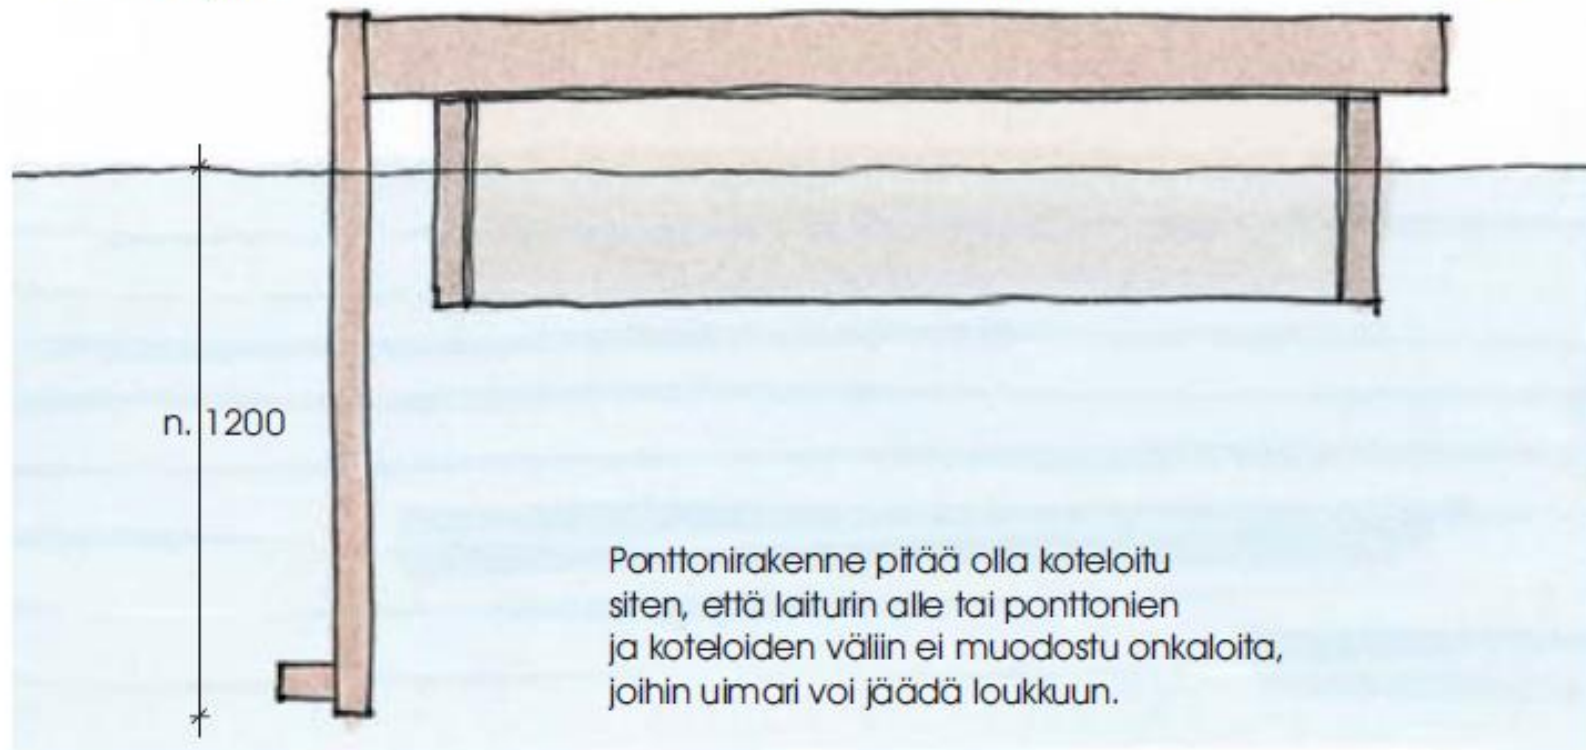 n. 1200
Ponttonirakenne pitää olla koteloitu
siten, että laiturin alle tai ponttonien
ja koteloiden väliin ei muodostu onkaloita,
joihin uimari voi jäädä loukkuun.